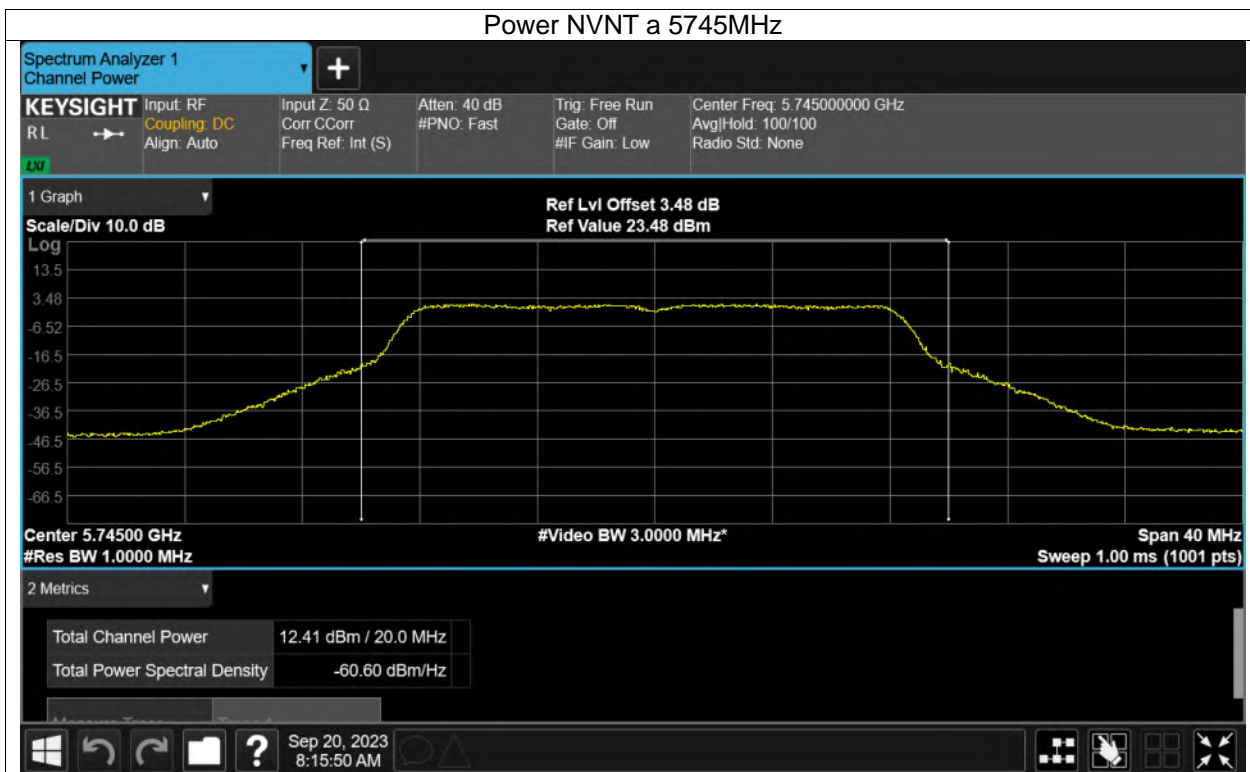 Power NVNT a 5745MHz
Spectrum Analyzer 1
Channel Power
KEYSIGHT
RL
LXI
Input: RF
Coupling: DC
Align: Auto
Input Z: 50 Ω
Corr CCorr
Freq Ref: Int (S)
Atten: 40 dB
#PNO: Fast
Trig: Free Run
Gate: Off
#IF Gain: Low
Center Freq: 5.745000000 GHz
Avg|Hold: 100/100
Radio Std: None
1 Graph
Scale/Div 10.0 dB
Ref Lvl Offset 3.48 dB
Ref Value 23.48 dBm
Log
13.5
3.48
-6.52
-16.5
-26.5
-36.5
-46.5
-56.5
-66.5
Center 5.74500 GHz
#Res BW 1.0000 MHz
#Video BW 3.0000 MHz*
Span 40 MHz
Sweep 1.00 ms (1001 pts)
2 Metrics
Total Channel Power 12.41 dBm / 20.0 MHz
Total Power Spectral Density -60.60 dBm/Hz
?
Sep 20, 2023
8:15:50 AM